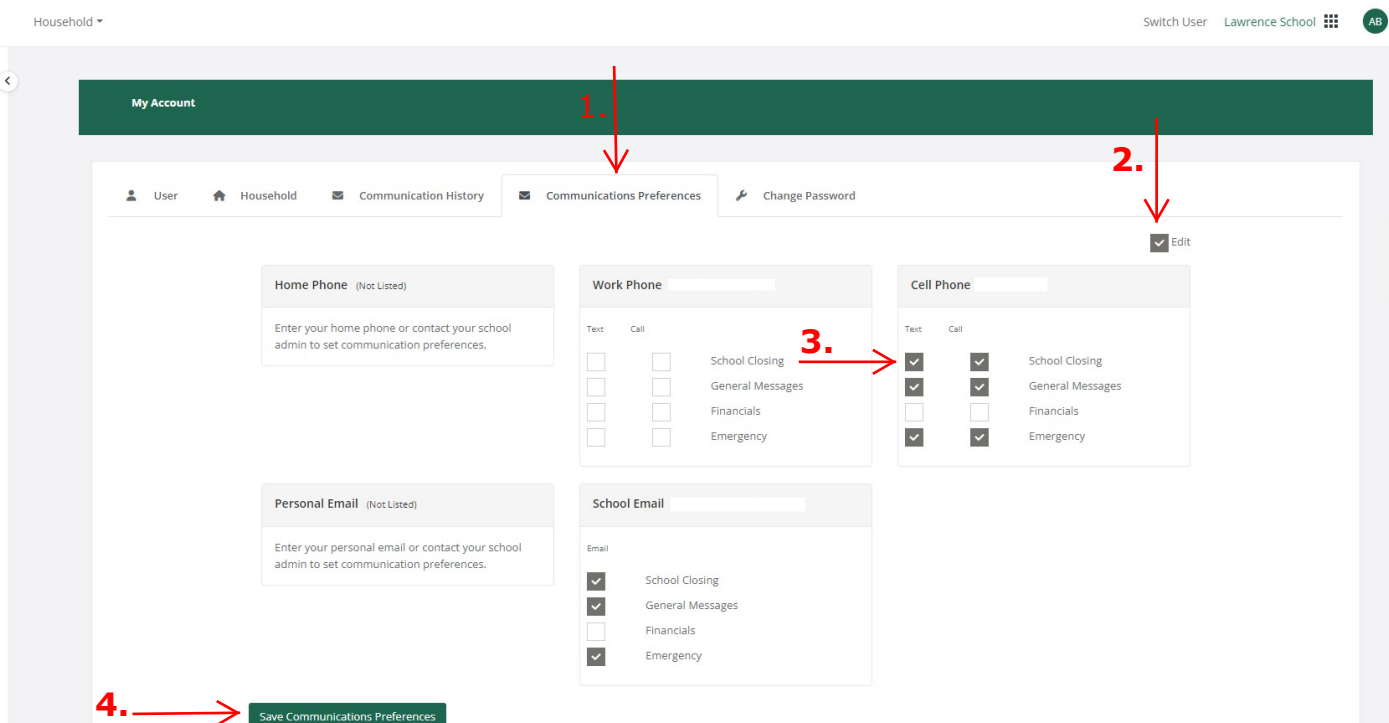 Household
Switch User Lawrence School AB
My Account
1.
2.
User Household Communication History Communications Preferences Change Password
Edit
Home Phone (Not Listed)
Enter your home phone or contact your school
admin to set communication preferences.
Work Phone
Text Call
School Closing
General Messages
Financials
Emergency
3.
Cell Phone
Text Call
School Closing
General Messages
Financials
Emergency
Personal Email (Not Listed)
Enter your personal email or contact your school
admin to set communication preferences.
School Email
Email
School Closing
General Messages
Financials
Emergency
4.
Save Communications Preferences